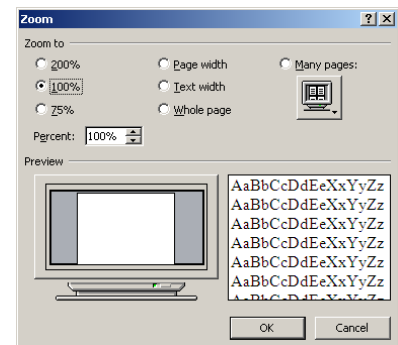 Zoom
Zoom to
200% Page width Many pages:
100% Text width
75% Whole page
Percent: 100%
Preview
AaBbCcDdEeXxYyZz
AaBbCcDdEeXxYyZz
AaBbCcDdEeXxYyZz
AaBbCcDdEeXxYyZz
AaBbCcDdEeXxYyZz
AaBbCcDdEeXxYyZz
AaBbCcDdEeXxYyZz
OK Cancel